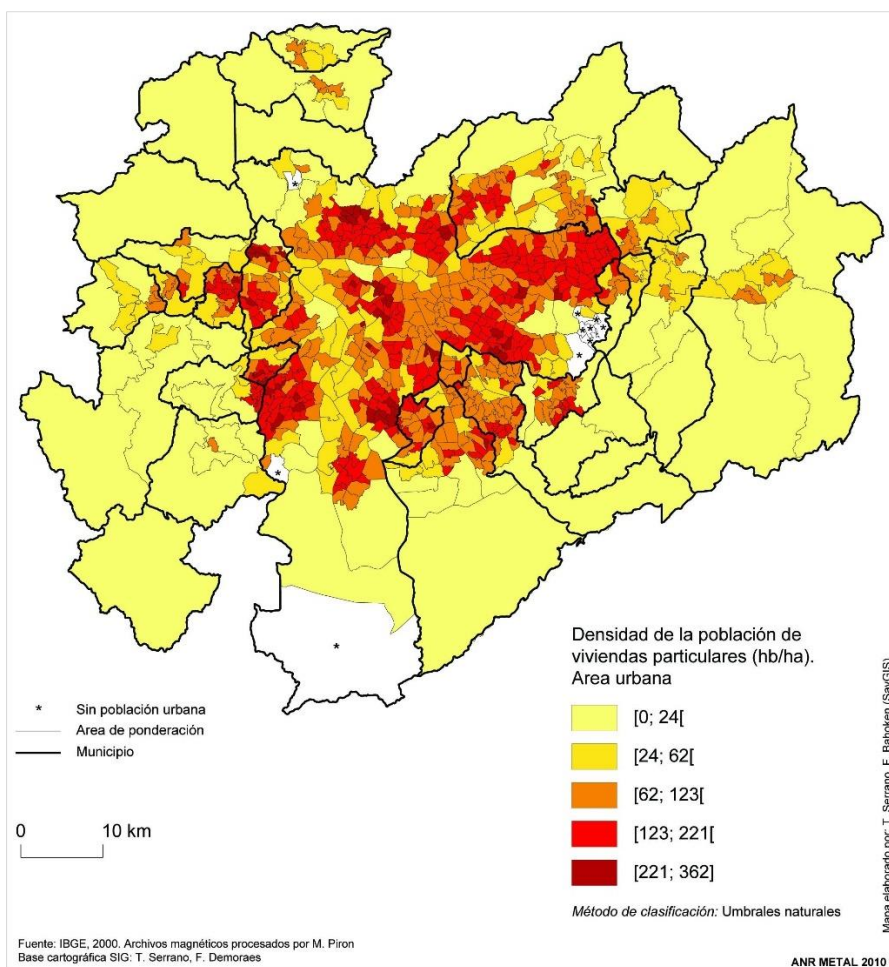 Densidad de la población de
viviendas particulares (hb/ha).
Area urbana
[0; 24[
[24; 62[
[62; 123[
[123; 221[
[221; 362]
Método de clasificación: Umbrales naturales
* Sin población urbana
Area de ponderación
Municipio
0 10 km
Fuente: IBGE, 2000. Archivos magnéticos procesados por M. Piron
Base cartográfica SIG: T. Serrano, F. Demoraes
ANR METAL 2010
Mapa elaborado por: T. Serrano, F. Bahoken (SavGIS)